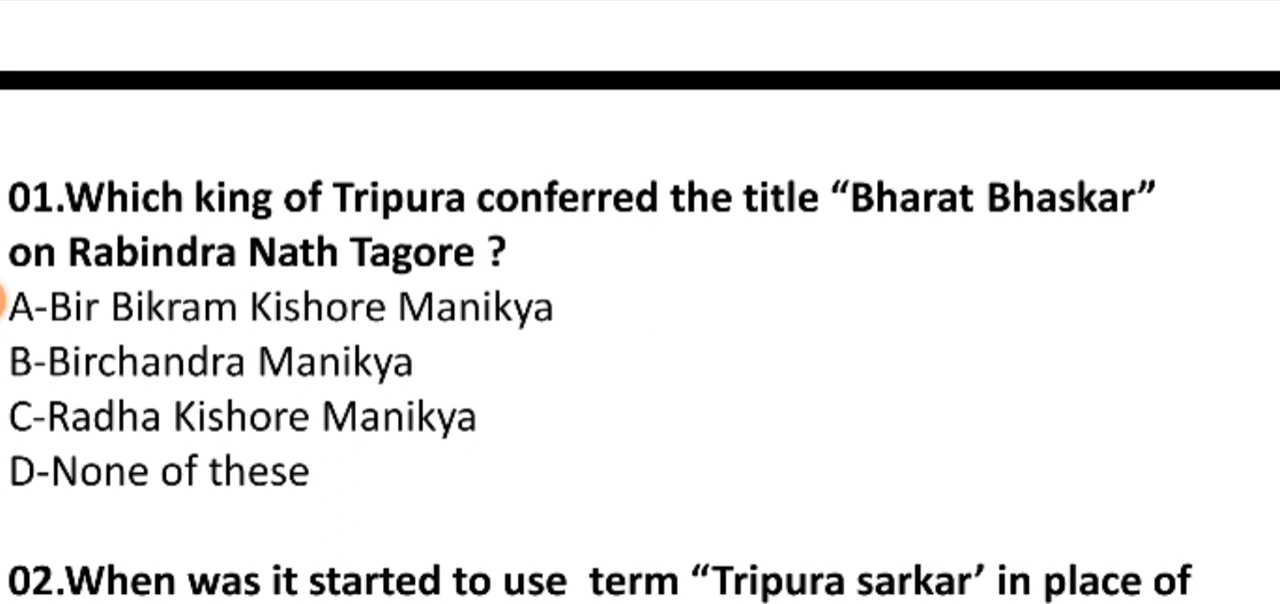 01.Which king of Tripura conferred the title “Bharat Bhaskar”
on Rabindra Nath Tagore ?
A-Bir Bikram Kishore Manikya
B-Birchandra Manikya
C-Radha Kishore Manikya
D-None of these
02.When was it started to use  term “Tripura sarkar’ in place of